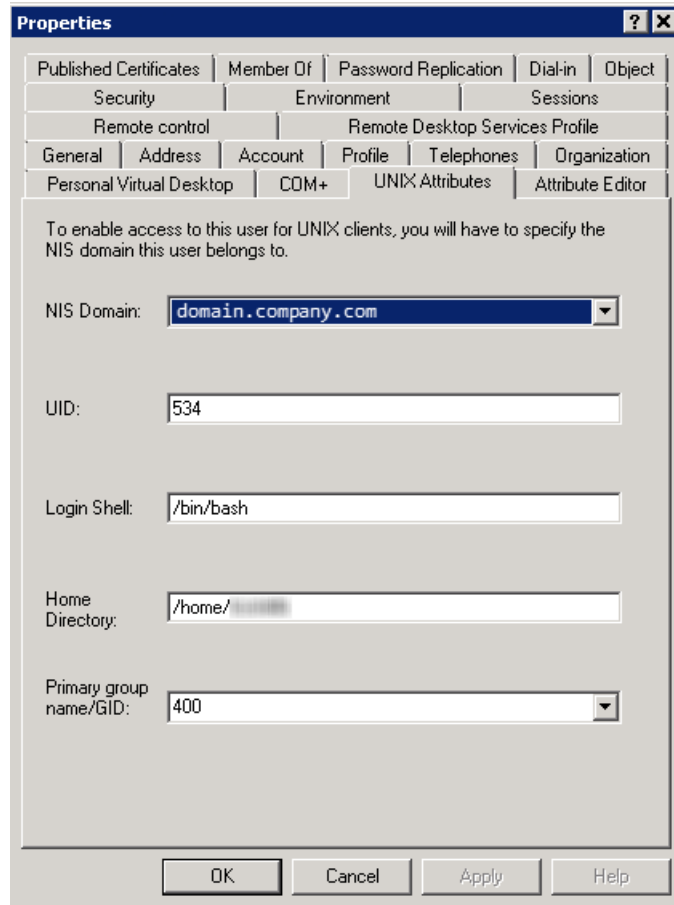 Properties
Published Certificates Member Of Password Replication Dial-in Object
Security Environment Sessions
Remote control Remote Desktop Services Profile
General Address Account Profile Telephones Organization
Personal Virtual Desktop COM+ UNIX Attributes Attribute Editor
To enable access to this user for UNIX clients, you will have to specify the
NIS domain this user belongs to.
NIS Domain: domain.company.com
UID: 534
Login Shell: /bin/bash
Home
Directory: /home/
Primary group
name/GID: 400
OK Cancel Apply Help